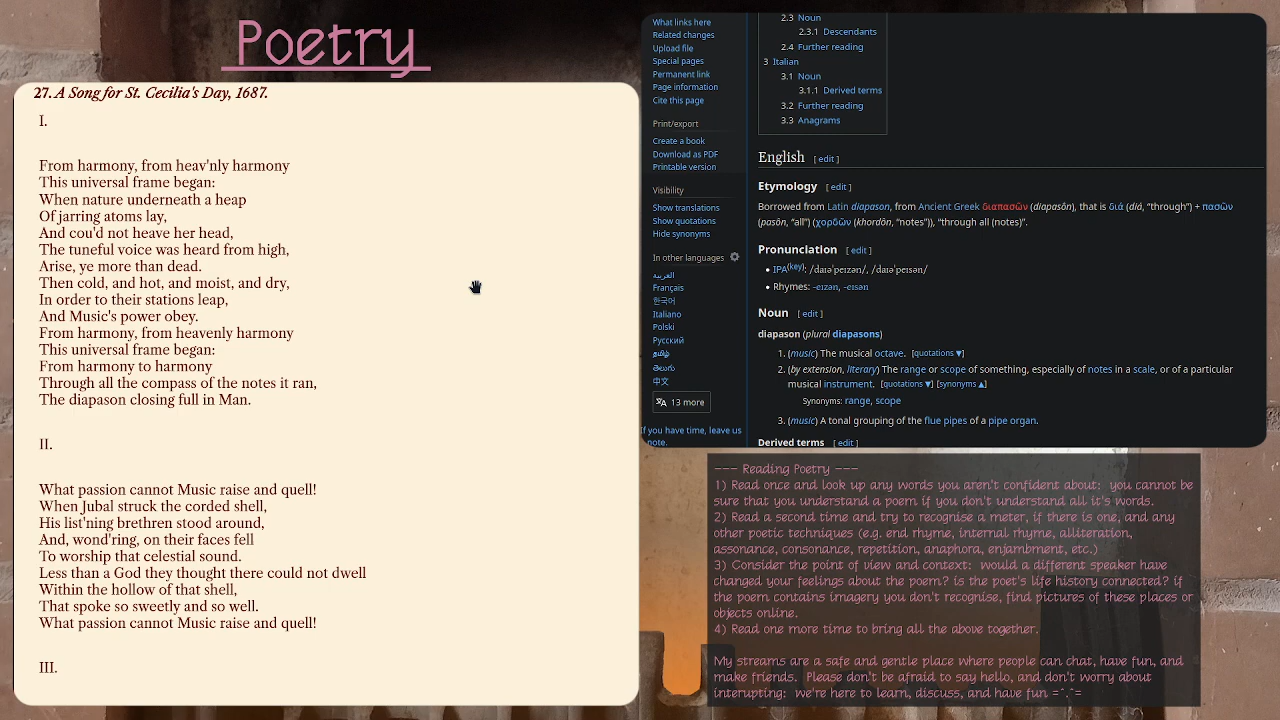 Poetry
27. A Song for St. Cecilia's Day, 1687.
I.
From harmony, from heav'nly harmony
This universal frame began:
When nature underneath a heap
Of jarring atoms lay,
And cou'd not heave her head,
The tuneful voice was heard from high,
Arise, ye more than dead.
Then cold, and hot, and moist, and dry,
In order to their stations leap,
And Music's power obey.
From harmony, from heavenly harmony
This universal frame began:
From harmony to harmony
Through all the compass of the notes it ran,
The diapason closing full in Man.
II.
What passion cannot Music raise and quell!
When Jubal struck the corded shell,
His list'ning brethren stood around,
And, wond'ring, on their faces fell
To worship that celestial sound.
Less than a God they thought there could not dwell
Within the hollow of that shell,
That spoke so sweetly and so well.
What passion cannot Music raise and quell!
III.
What links here
Related changes
Upload file
Special pages
Permanent link
Page information
Cite this page
Print/export
Create a book
Download as PDF
Printable version
Visibility
Show translations
Show quotations
Hide synonyms
In other languages
العربية
Français
한국어
Italiano
Polski
Русский
தமிழ்
తెలుగు
中文
13 more
If you have time, leave us
note.
2.3 Noun
2.3.1 Descendants
2.4 Further reading
3 Italian
3.1 Noun
3.1.1 Derived terms
3.2 Further reading
3.3 Anagrams
English [ edit ]
Etymology [ edit ]
Borrowed from Latin diapason, from Ancient Greek διαπασῶν (diapasôn), that is διά (diá, “through”) + πασῶν
(pasôn, “all”) (χορδῶν (khordôn, “notes”)), “through all (notes)”.
Pronunciation [ edit ]
• IPA(key): /daɪəˈpeɪzən/, /daɪəˈpeɪsən/
• Rhymes: -eɪzən, -eɪsən
Noun [ edit ]
diapason (plural diapasons)
1. (music) The musical octave. [quotations ▼]
2. (by extension, literary) The range or scope of something, especially of notes in a scale, or of a particular
musical instrument. [quotations ▼] [synonyms ▲]
Synonyms: range, scope
3. (music) A tonal grouping of the flue pipes of a pipe organ.
Derived terms [ edit ]
--- Reading Poetry ---
1) Read once and look up any words you aren't confident about: you cannot be
sure that you understand a poem if you don't understand all it's words.
2) Read a second time and try to recognise a meter, if there is one, and any
other poetic techniques (e.g. end rhyme, internal rhyme, alliteration,
assonance, consonance, repetition, anaphora, enjambment, etc.)
3) Consider the point of view and context: would a different speaker have
changed your feelings about the poem? is the poet's life history connected? if
the poem contains imagery you don't recognise, find pictures of these places or
objects online.
4) Read one more time to bring all the above together.
My streams are a safe and gentle place where people can chat, have fun, and
make friends. Please don't be afraid to say hello, and don't worry about
interupting: we're here to learn, discuss, and have fun =^.^=